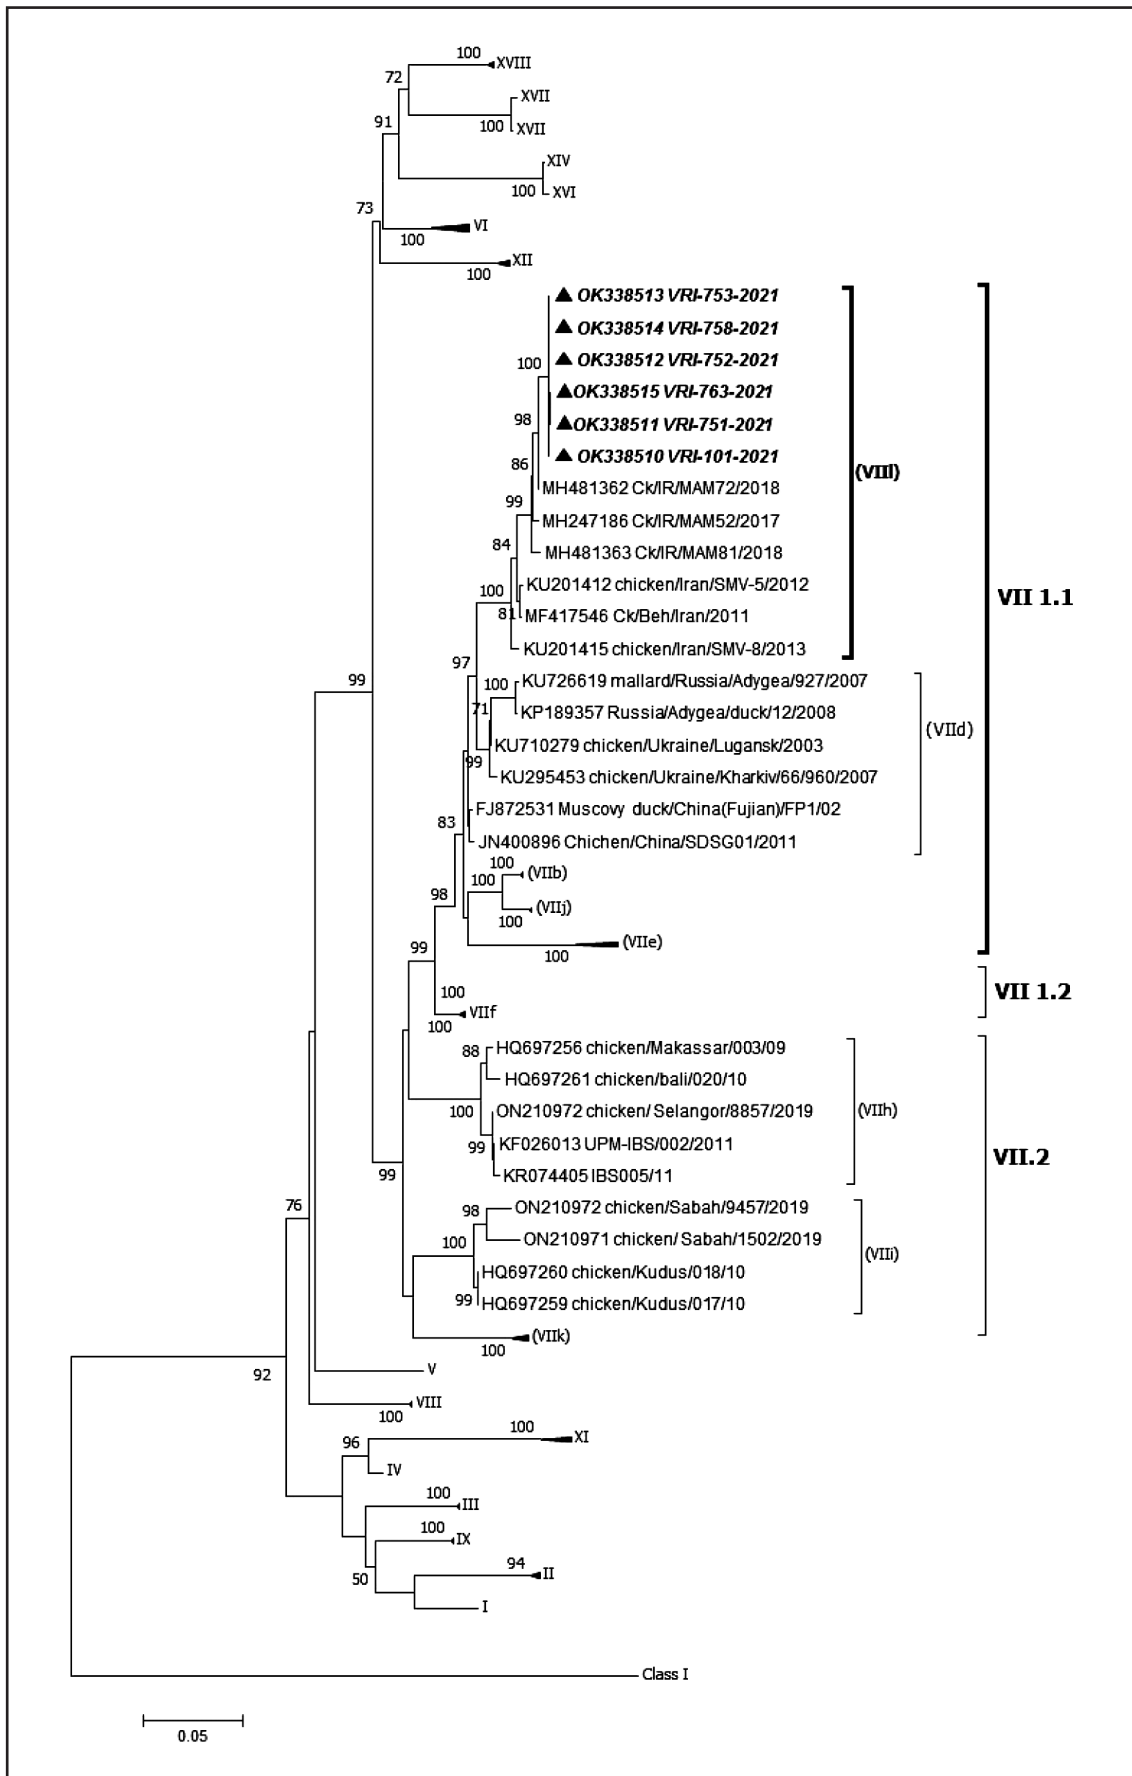 100
XVIII
72
XVII
91
100
XVII
XIV
100
XVI
73
VI
100
XII
100
OK338513 VRI-753-2021
OK338514 VRI-758-2021
100
OK338512 VRI-752-2021
OK338515 VRI-763-2021
98
OK338511 VRI-751-2021
86
OK338510 VRI-101-2021
(VIIl)
MH481362 Ck/IR/MAM72/2018
99
MH247186 Ck/IR/MAM52/2017
84
MH481363 Ck/IR/MAM81/2018
100
KU201412 chicken/Iran/SMV-5/2012
VII 1.1
81
MF417546 Ck/Beh/Iran/2011
KU201415 chicken/Iran/SMV-8/2013
97
100
KU726619 mallard/Russia/Adygea/927/2007
99
71
KP189357 Russia/Adygea/duck/12/2008
(VIId)
KU710279 chicken/Ukraine/Lugansk/2003
99
KU295453 chicken/Ukraine/Kharkiv/66/960/2007
FJ872531 Muscovy duck/China(Fujian)/FP1/02
83
JN400896 Chichen/China/SDSG01/2011
100
(VIIb)
100
98
(VIIj)
100
99
(VIIe)
100
100
VII 1.2
VIIf
100
88
HQ697256 chicken/Makassar/003/09
HQ697261 chicken/bali/020/10
100
ON210972 chicken/ Selangor/8857/2019
(VIIh)
99
KF026013 UPM-IBS/002/2011
VII.2
99
KR074405 IBS005/11
76
98
ON210972 chicken/Sabah/9457/2019
100
ON210971 chicken/ Sabah/1502/2019
(VIIi)
HQ697260 chicken/Kudus/018/10
99
HQ697259 chicken/Kudus/017/10
(VIIk)
100
92
V
VIII
100
100
XI
96
IV
100
III
100
IX
94
50
II
I
Class I
0.05